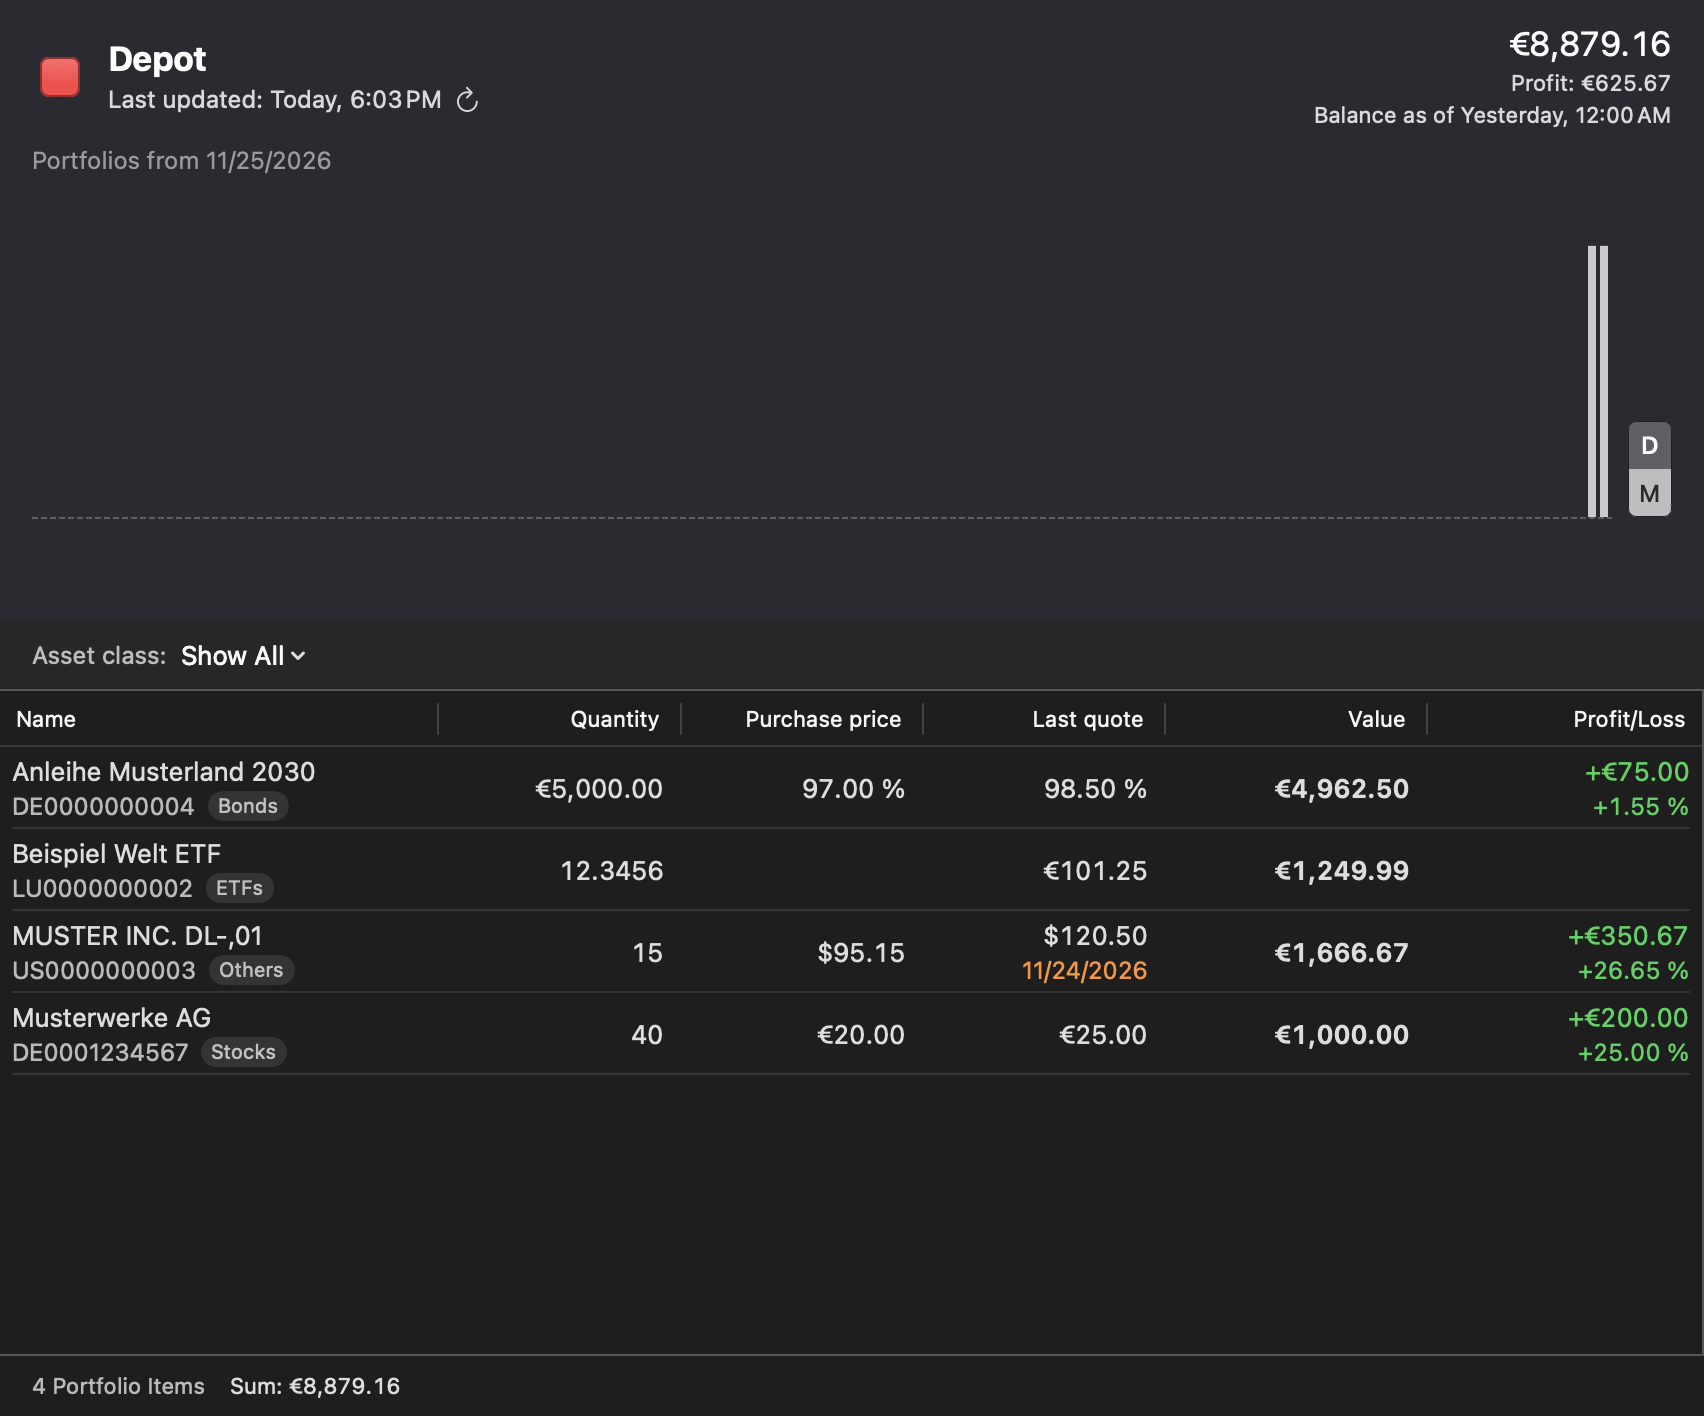 Depot
Last updated: Today, 6:03 PM
€8,879.16
Profit: €625.67
Balance as of Yesterday, 12:00 AM
Portfolios from 11/25/2026
D
M
Asset class: Show All
Name Quantity Purchase price Last quote Value Profit/Loss
Anleihe Musterland 2030
DE0000000004 Bonds
€5,000.00 97.00 % 98.50 % €4,962.50
+€75.00
+1.55 %
Beispiel Welt ETF
LU0000000002 ETFs
12.3456 €101.25 €1,249.99
MUSTER INC. DL-,01
US0000000003 Others
15 $95.15
$120.50
11/24/2026
€1,666.67
+€350.67
+26.65 %
Musterwerke AG
DE0001234567 Stocks
40 €20.00 €25.00 €1,000.00
+€200.00
+25.00 %
4 Portfolio Items Sum: €8,879.16